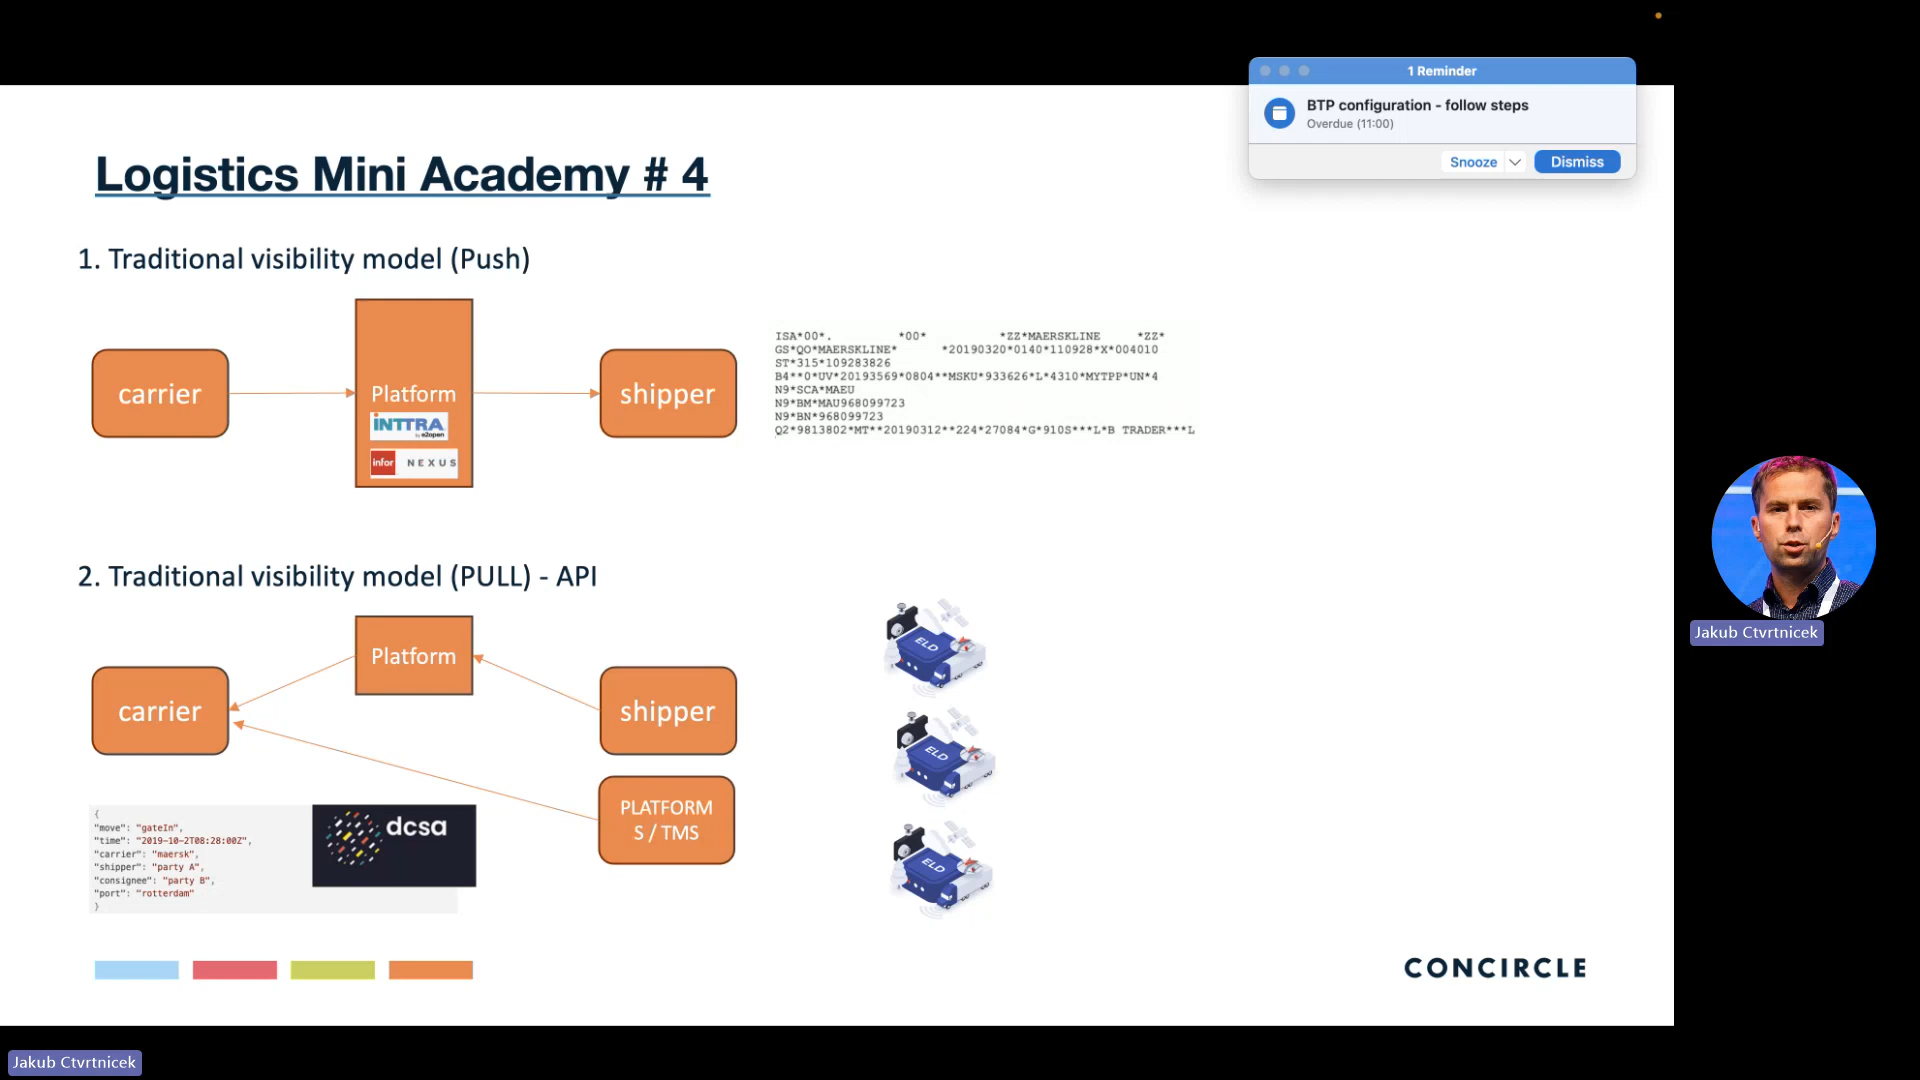 1 Reminder
BTP configuration - follow steps
Overdue (11:00)
Snooze
Dismiss
Logistics Mini Academy # 4
1. Traditional visibility model (Push)
carrier
Platform
INTTRA
by e2open
infor NEXUS
shipper
ISA*00*. *00* *ZZ*MAERSKLINE *ZZ*
GS*QO*MAERSKLINE* *20190320*0140*110928*X*004010
ST*315*109283826
B4**0*UV*20193569*0804**MSKU*933626*L*4310*MYTPP*UN*4
N9*SCA*MAEU
N9*BM*MAU968099723
N9*BN*968099723
Q2*9813802*MT**20190312**224*27084*G*910S***L*B TRADER***L
2. Traditional visibility model (PULL) - API
carrier
Platform
shipper
PLATFORM
S / TMS
{
"move": "gateIn",
"time": "2019-10-2T08:28:00Z",
"carrier": "maersk",
"shipper": "party A",
"consignee": "party B",
"port": "rotterdam"
}
dcsa
ELD
ELD
ELD
CONCIRCLE
Jakub Ctvrtnicek
Jakub Ctvrtnicek